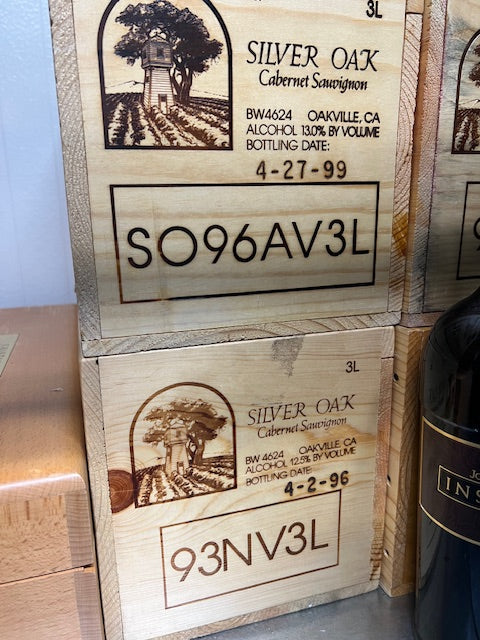 3L
SILVER OAK
Cabernet Sauvignon
BW4624 OAKVILLE, CA
ALCOHOL 13.0% BY VOLUME
BOTTLING DATE:
4-27-99
SO96AV3L
3L
SILVER OAK
Cabernet Sauvignon
BW 4624 OAKVILLE, CA
ALCOHOL 12.5% BY VOLUME
BOTTLING DATE:
4-2-96
93NV3L